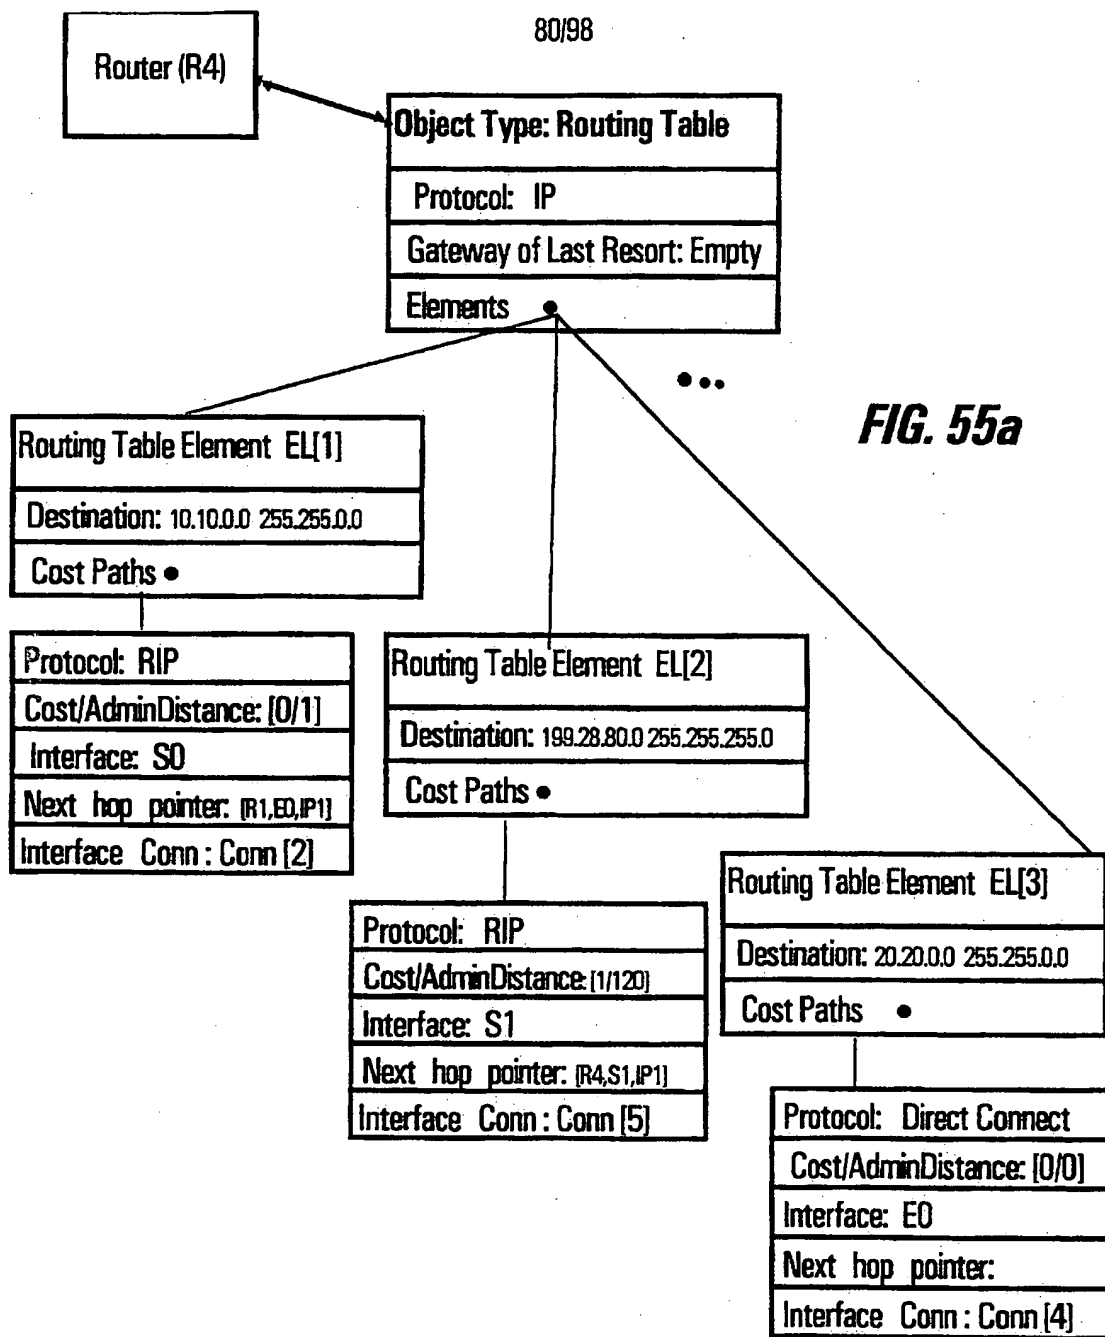 80/98
Router (R4)
Object Type: Routing Table
Protocol: IP
Gateway of Last Resort: Empty
Elements
FIG. 55a
Routing Table Element EL[1]
Destination: 10.10.0.0 255.255.0.0
Cost Paths
Protocol: RIP
Cost/AdminDistance: [0/1]
Interface: S0
Next hop pointer: [R1,E0,IP1]
Interface Conn : Conn [2]
Routing Table Element EL[2]
Destination: 199.28.80.0 255.255.255.0
Cost Paths
Protocol: RIP
Cost/AdminDistance: [1/120]
Interface: S1
Next hop pointer: [R4,S1,IP1]
Interface Conn : Conn [5]
Routing Table Element EL[3]
Destination: 20.20.0.0 255.255.0.0
Cost Paths
Protocol: Direct Connect
Cost/AdminDistance: [0/0]
Interface: E0
Next hop pointer:
Interface Conn : Conn [4]